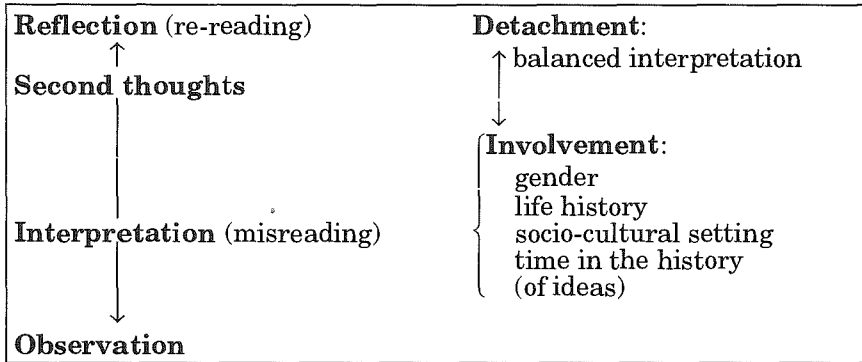 Reflection (re-reading)
Second thoughts
Interpretation (misreading)
Observation
Detachment:
balanced interpretation
Involvement:
gender
life history
socio-cultural setting
time in the history
(of ideas)